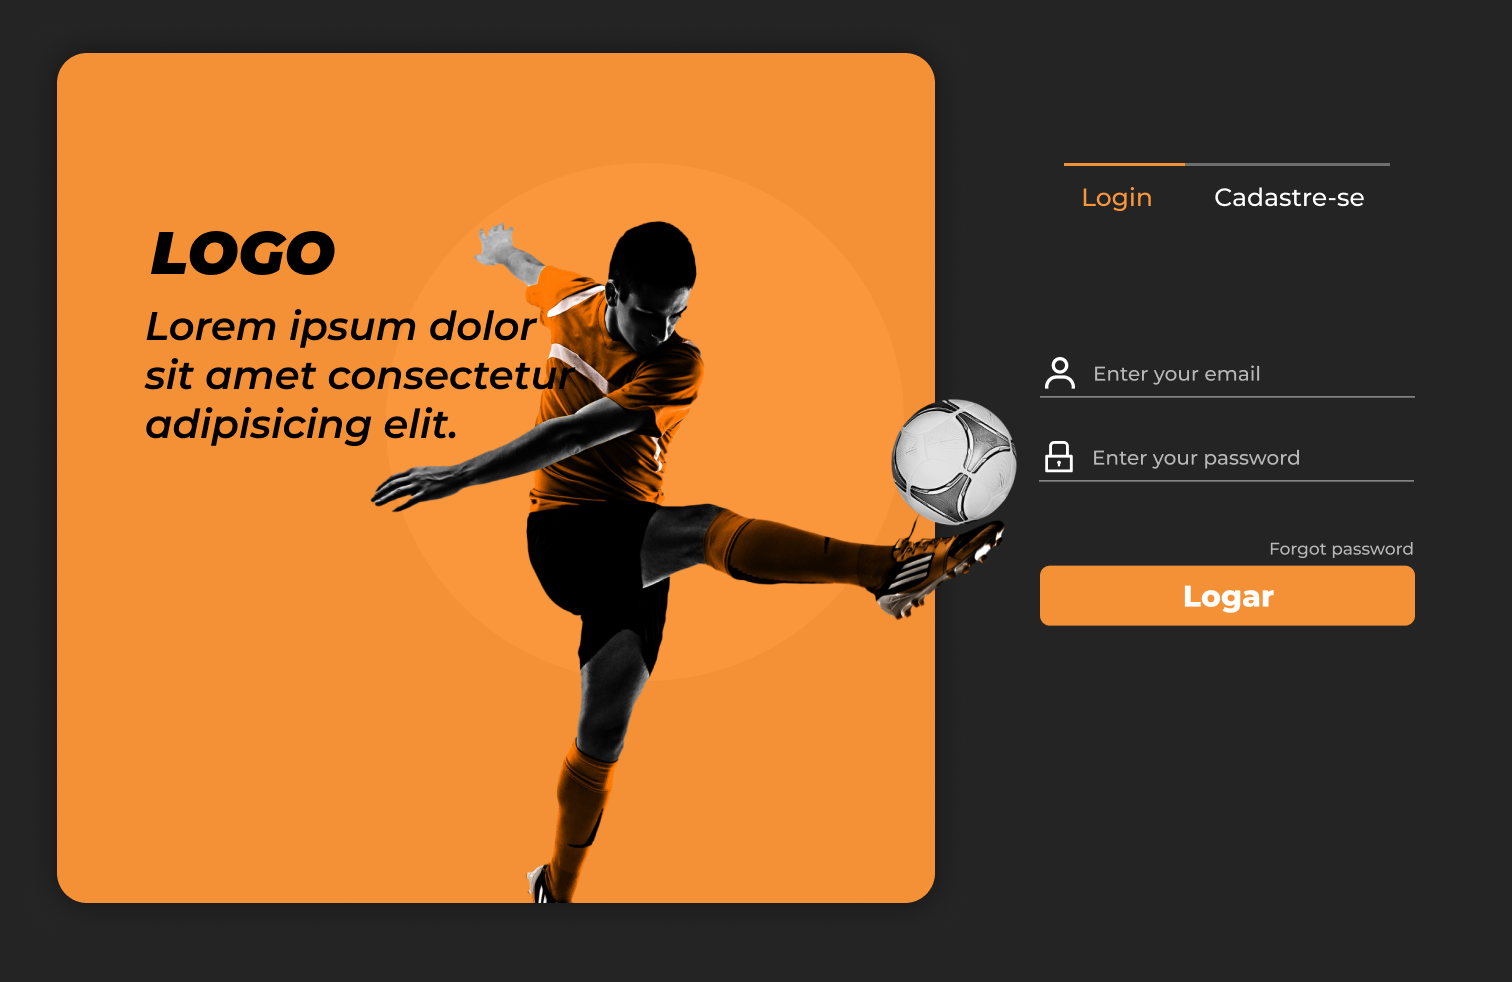 LOGO
Lorem ipsum dolor
sit amet consectetur
adipisicing elit.
Login
Cadastre-se
Enter your email
Enter your password
Forgot password
Logar